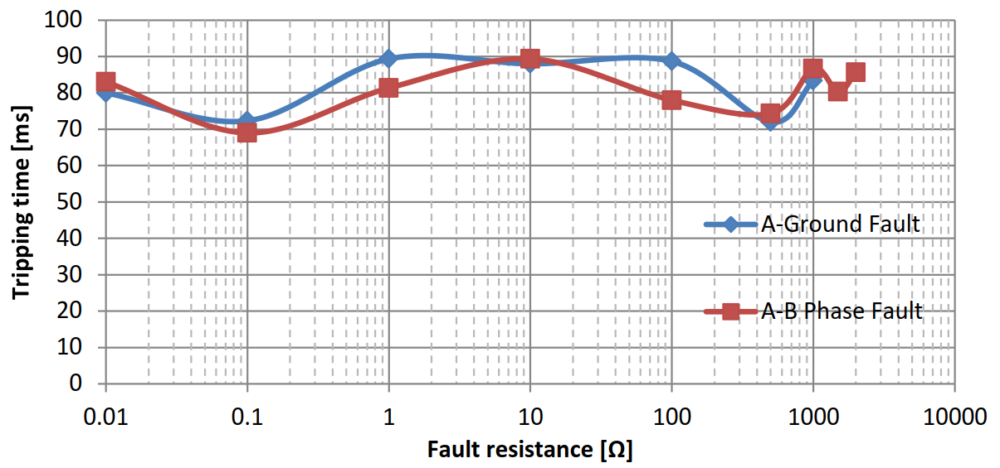 100
90
80
70
60
50
40
30
20
10
0
Tripping time [ms]
A-Ground Fault
A-B Phase Fault
0.01 0.1 1 10 100 1000 10000
Fault resistance [Ω]